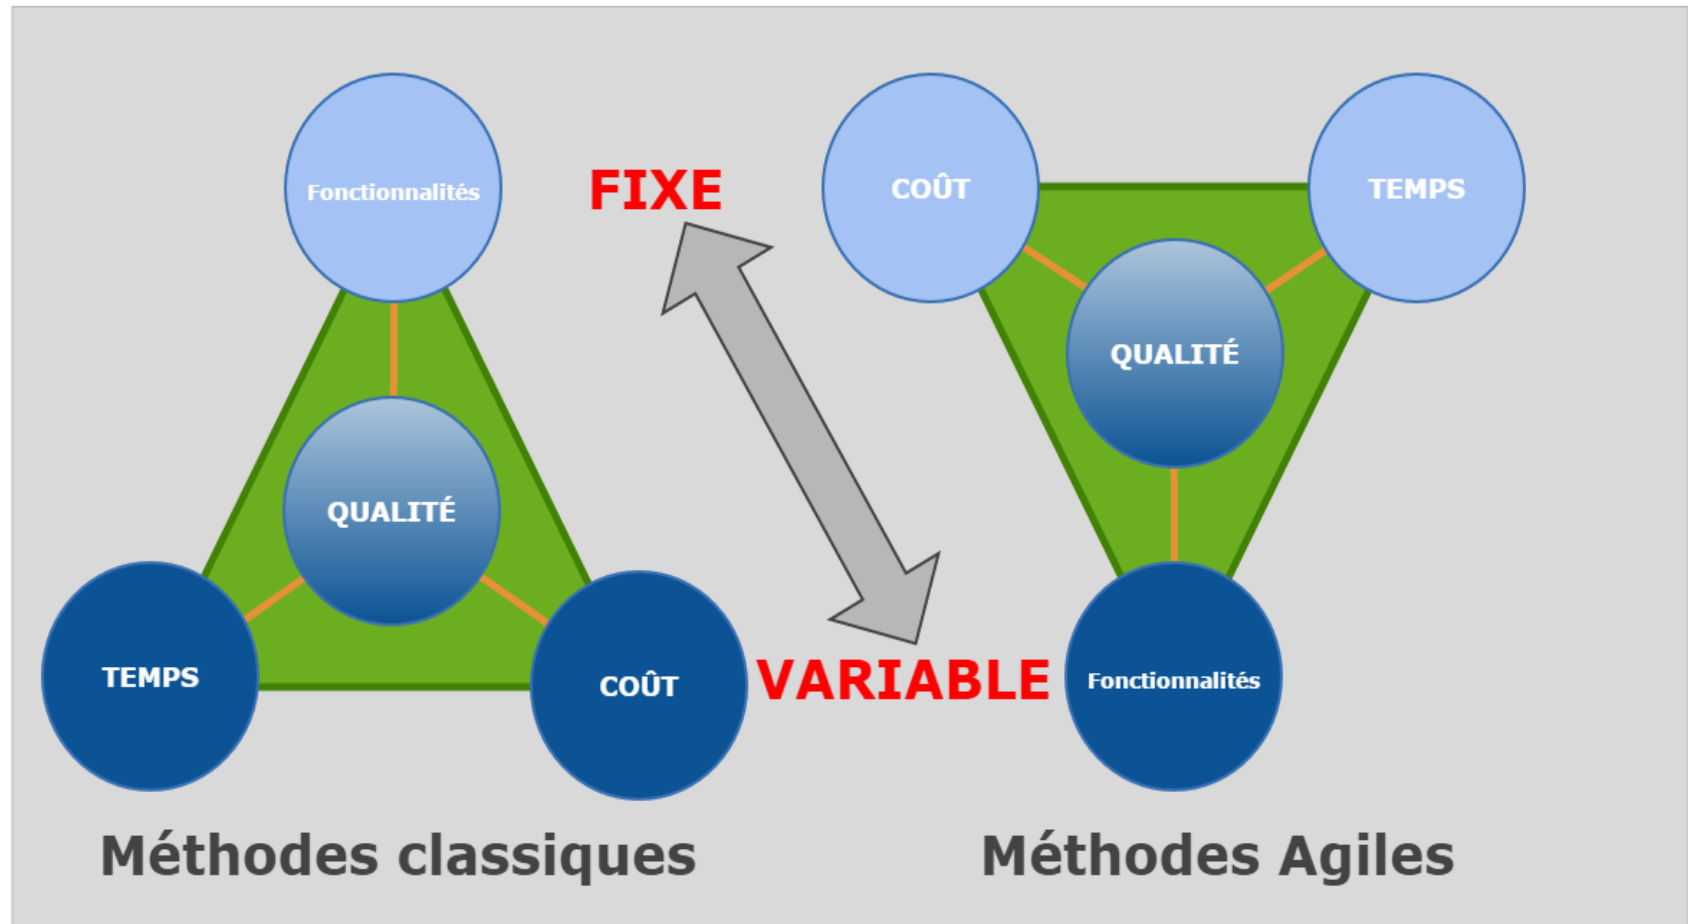 Fonctionnalités
QUALITÉ
TEMPS
COÛT
Méthodes classiques
FIXE
VARIABLE
COÛT
TEMPS
QUALITÉ
Fonctionnalités
Méthodes Agiles